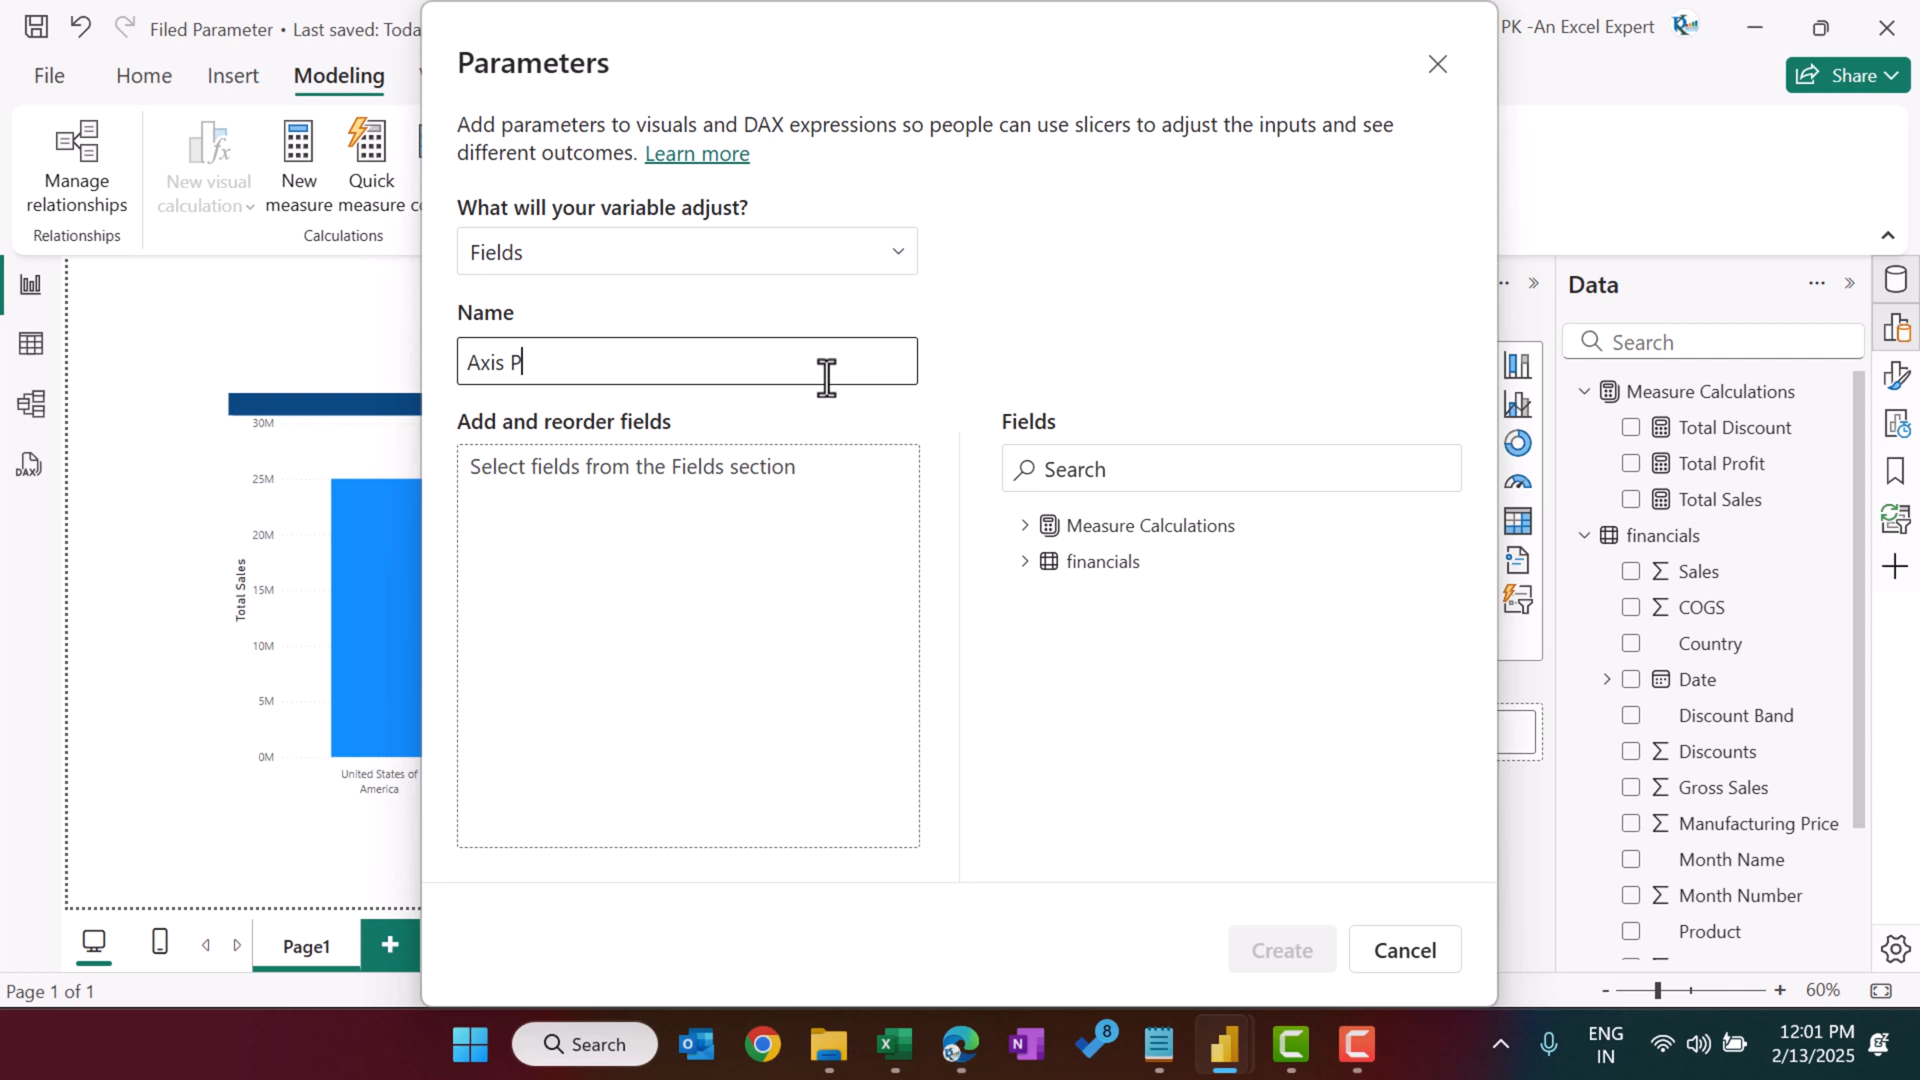 Filed Parameter • Last saved: Toda
PK -An Excel Expert
File
Home
Insert
Modeling
Share
Manage
relationships
Relationships
New visual
calculation
New
measure
Quick
measure
Calculations
Parameters
Add parameters to visuals and DAX expressions so people can use slicers to adjust the inputs and see
different outcomes. Learn more
What will your variable adjust?
Fields
Name
Axis P
Add and reorder fields
Select fields from the Fields section
Fields
Search
Measure Calculations
financials
Create
Cancel
30M
25M
20M
15M
10M
5M
0M
Total Sales
United States of
America
DAX
Data
Search
Measure Calculations
Total Discount
Total Profit
Total Sales
financials
Sales
COGS
Country
Date
Discount Band
Discounts
Gross Sales
Manufacturing Price
Month Name
Month Number
Product
Page1
Page 1 of 1
60%
Search
8
ENG
IN
12:01 PM
2/13/2025